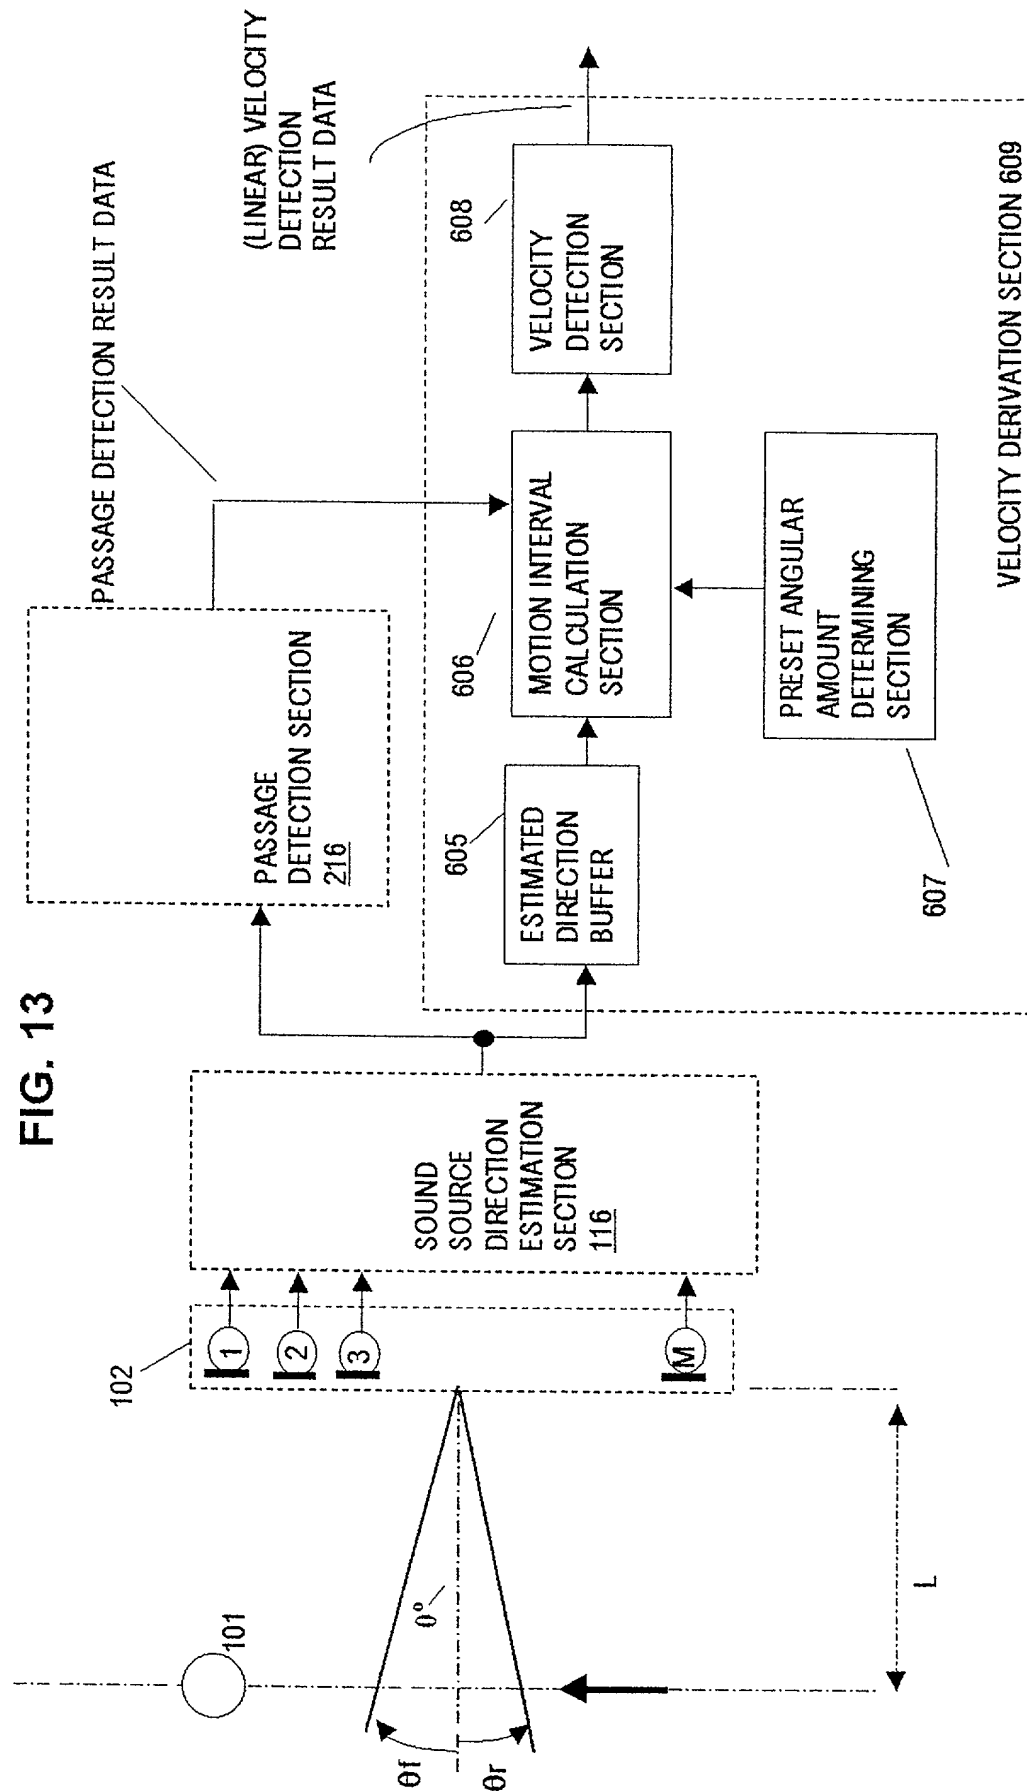 FIG. 13
101
0°
θf
θr
L
102
1
2
3
M
SOUND
SOURCE
DIRECTION
ESTIMATION
SECTION
116
PASSAGE
DETECTION SECTION
216
PASSAGE DETECTION RESULT DATA
(LINEAR) VELOCITY
DETECTION
RESULT DATA
605
ESTIMATED
DIRECTION
BUFFER
606
MOTION INTERVAL
CALCULATION
SECTION
608
VELOCITY
DETECTION
SECTION
607
PRESET ANGULAR
AMOUNT
DETERMINING
SECTION
VELOCITY DERIVATION SECTION 609